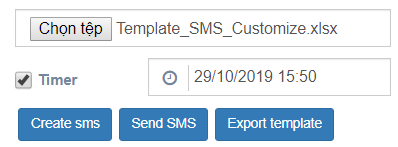 Chọn tệp Template_SMS_Customize.xlsx
Timer 29/10/2019 15:50
Create sms Send SMS Export template